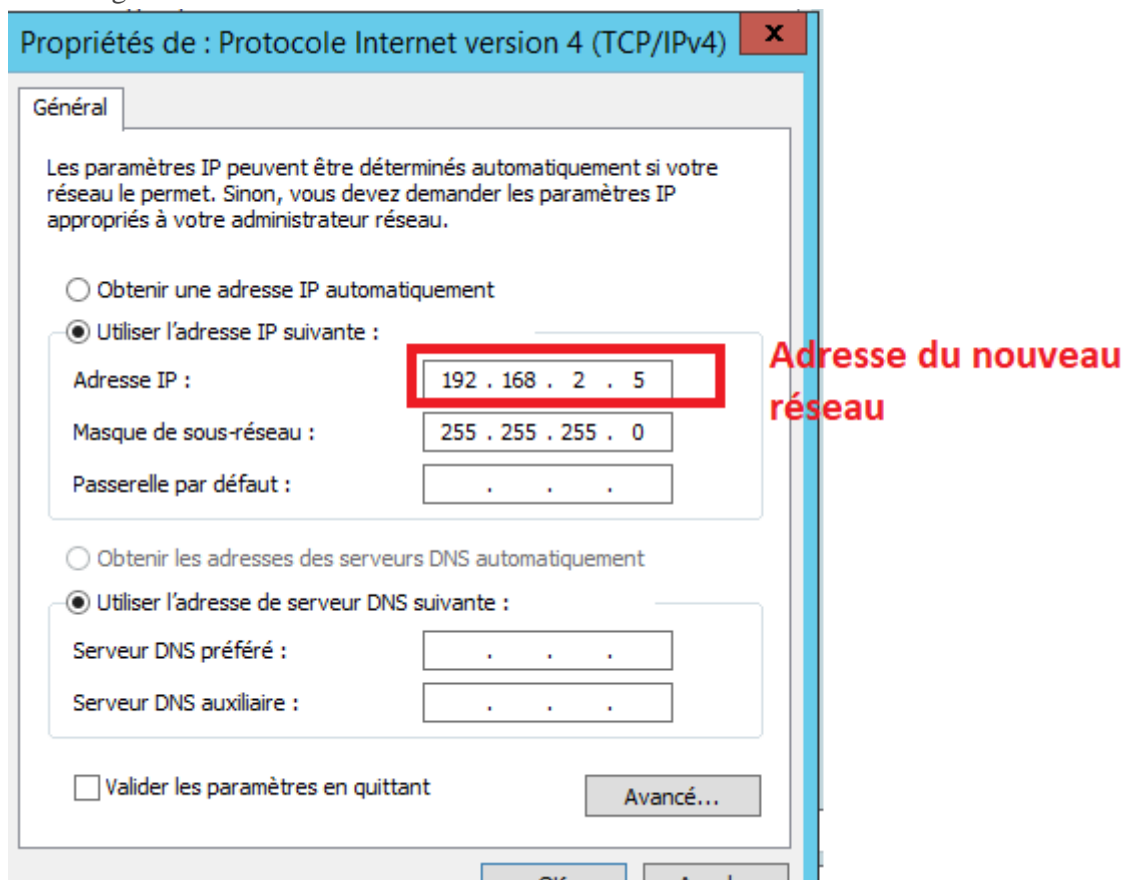 Propriétés de : Protocole Internet version 4 (TCP/IPv4)
x
Général
Les paramètres IP peuvent être déterminés automatiquement si votre
réseau le permet. Sinon, vous devez demander les paramètres IP
appropriés à votre administrateur réseau.
Obtenir une adresse IP automatiquement
Utiliser l'adresse IP suivante :
Adresse IP :
192 . 168 . 2 . 5
Adresse du nouveau
réseau
Masque de sous-réseau :
255 . 255 . 255 . 0
Passerelle par défaut :
. . .
Obtenir les adresses des serveurs DNS automatiquement
Utiliser l'adresse de serveur DNS suivante :
Serveur DNS préféré :
. . .
Serveur DNS auxiliaire :
. . .
Valider les paramètres en quittant
Avancé...